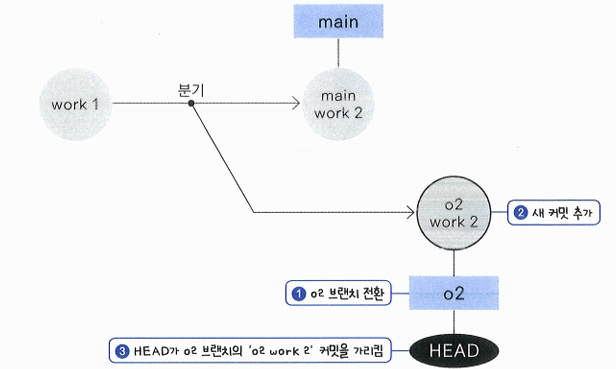 main
분기
work 1
main
work 2
o2
work 2
2 새 커밋 추가
1 o2 브랜치 전환
o2
3 HEAD가 o2 브랜치의 'o2 work 2' 커밋을 가리킴
HEAD